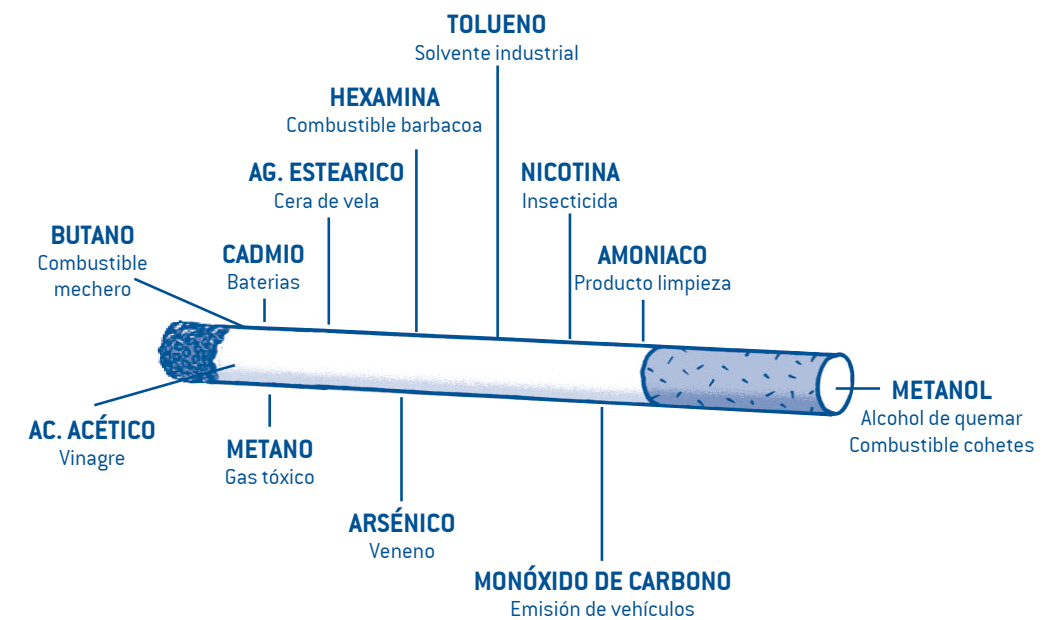 TOLUENO
Solvente industrial
HEXAMINA
Combustible barbacoa
AG. ESTEARICO
Cera de vela
NICOTINA
Insecticida
BUTANO
Combustible
mechero
CADMIO
Baterias
AMONIACO
Producto limpieza
METANOL
Alcohol de quemar
Combustible cohetes
AC. ACÉTICO
Vinagre
METANO
Gas tóxico
ARSÉNICO
Veneno
MONÓXIDO DE CARBONO
Emisión de vehículos